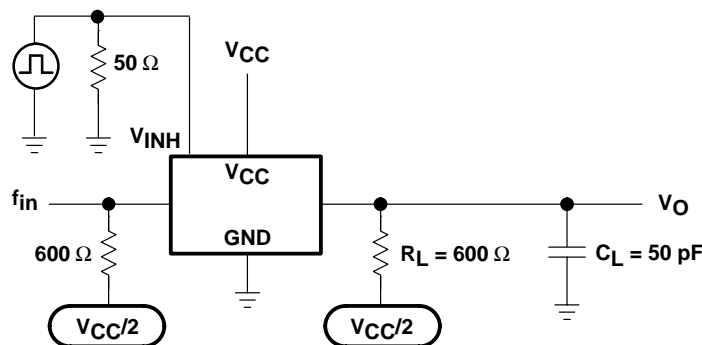 50 Ω
VCC
VINH
VCC
fin
VO
GND
600 Ω
RL = 600 Ω
CL = 50 pF
VCC/2
VCC/2